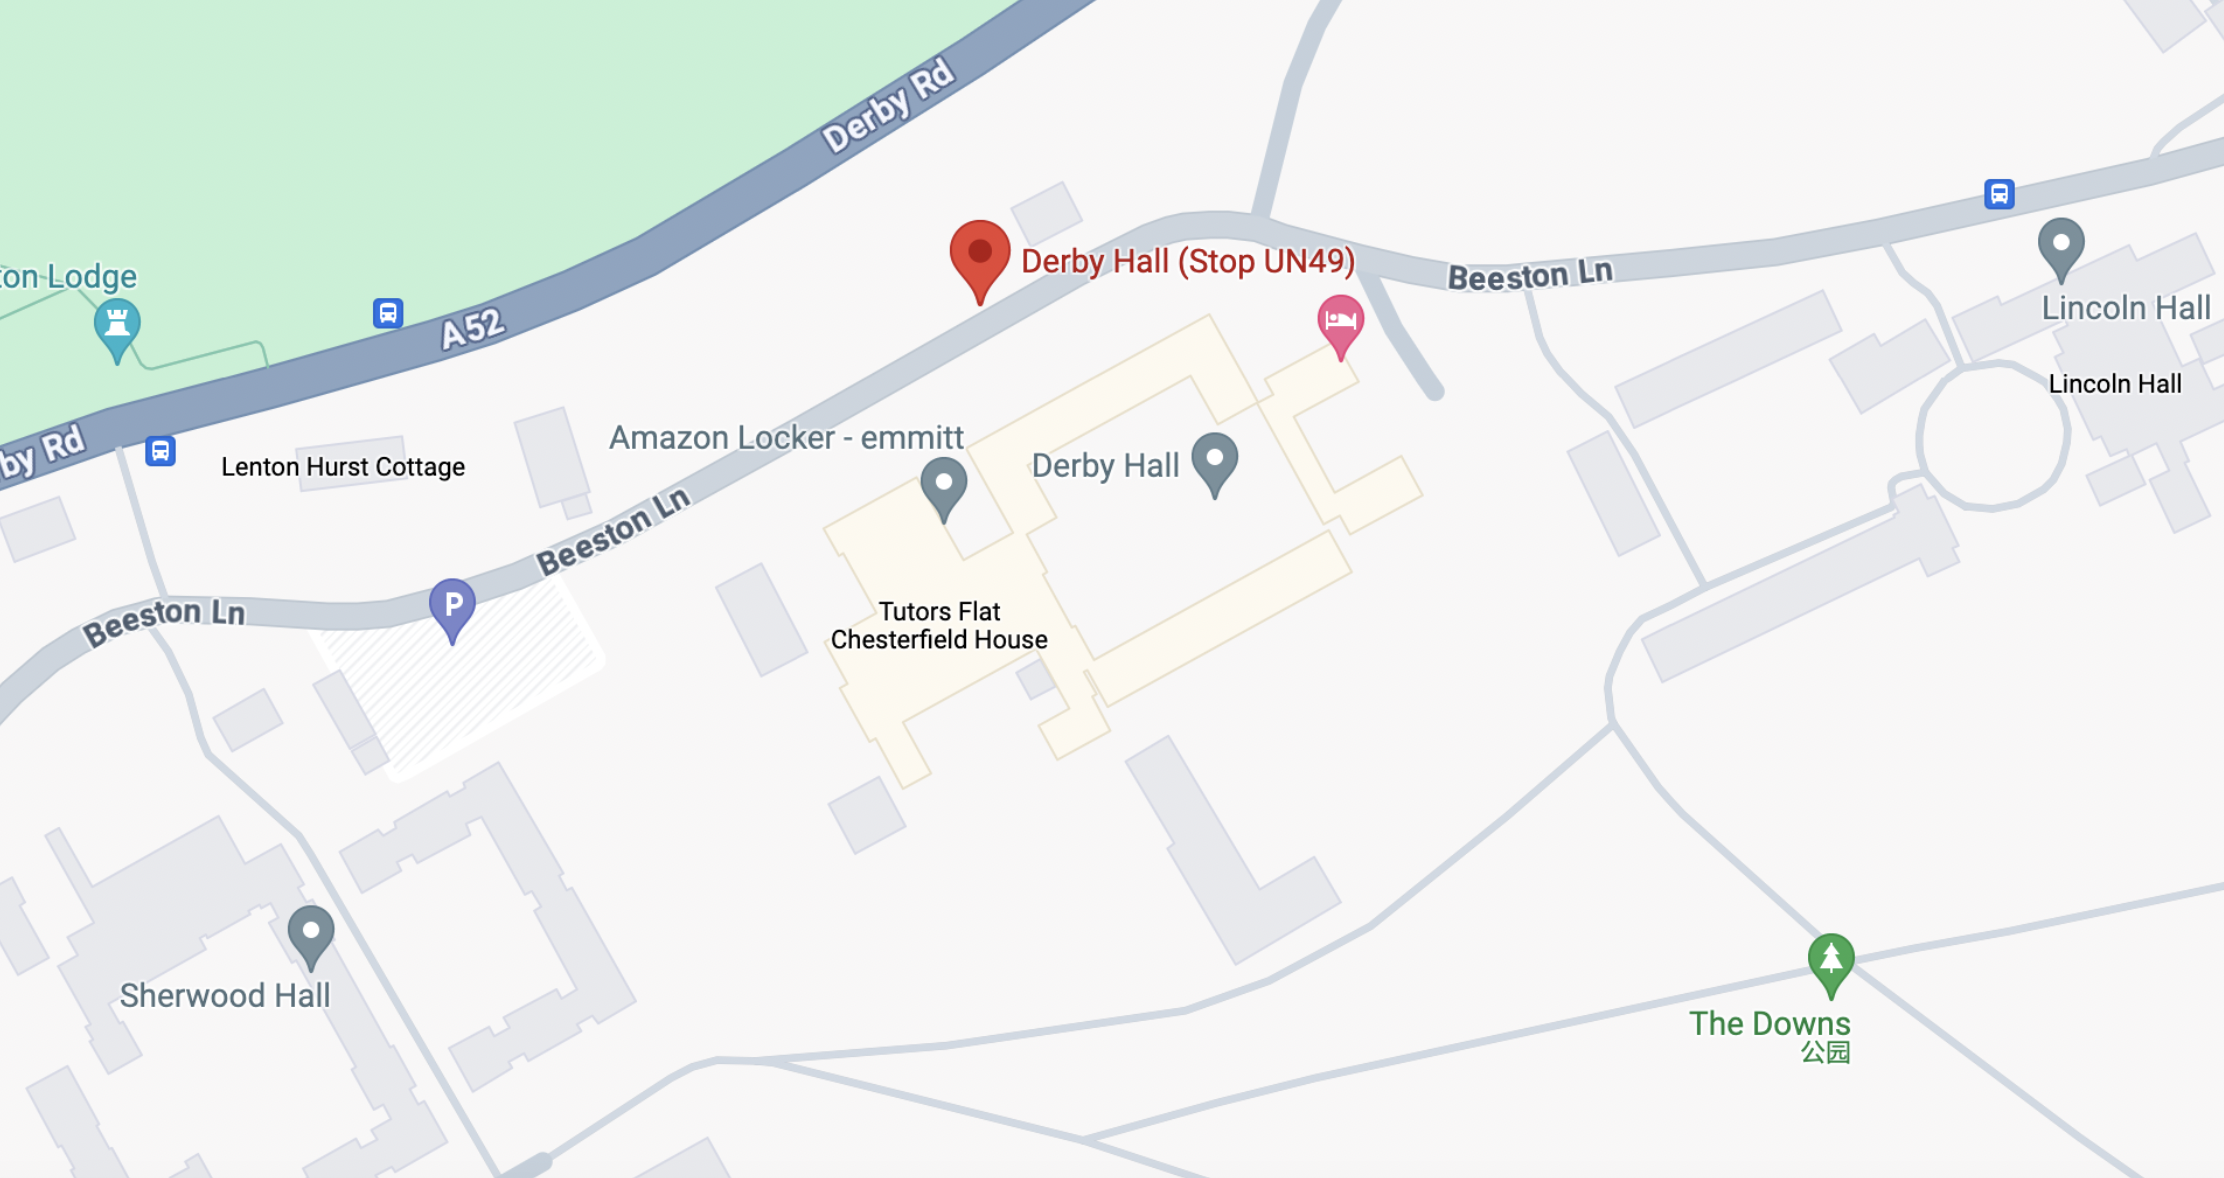 Derby Rd
ton Lodge
A52
Derby Hall (Stop UN49)
Beeston Ln
Lincoln Hall
Lincoln Hall
by Rd
Lenton Hurst Cottage
Amazon Locker - emmitt
Derby Hall
Beeston Ln
P
Beeston Ln
Tutors Flat
Chesterfield House
Sherwood Hall
The Downs
公园